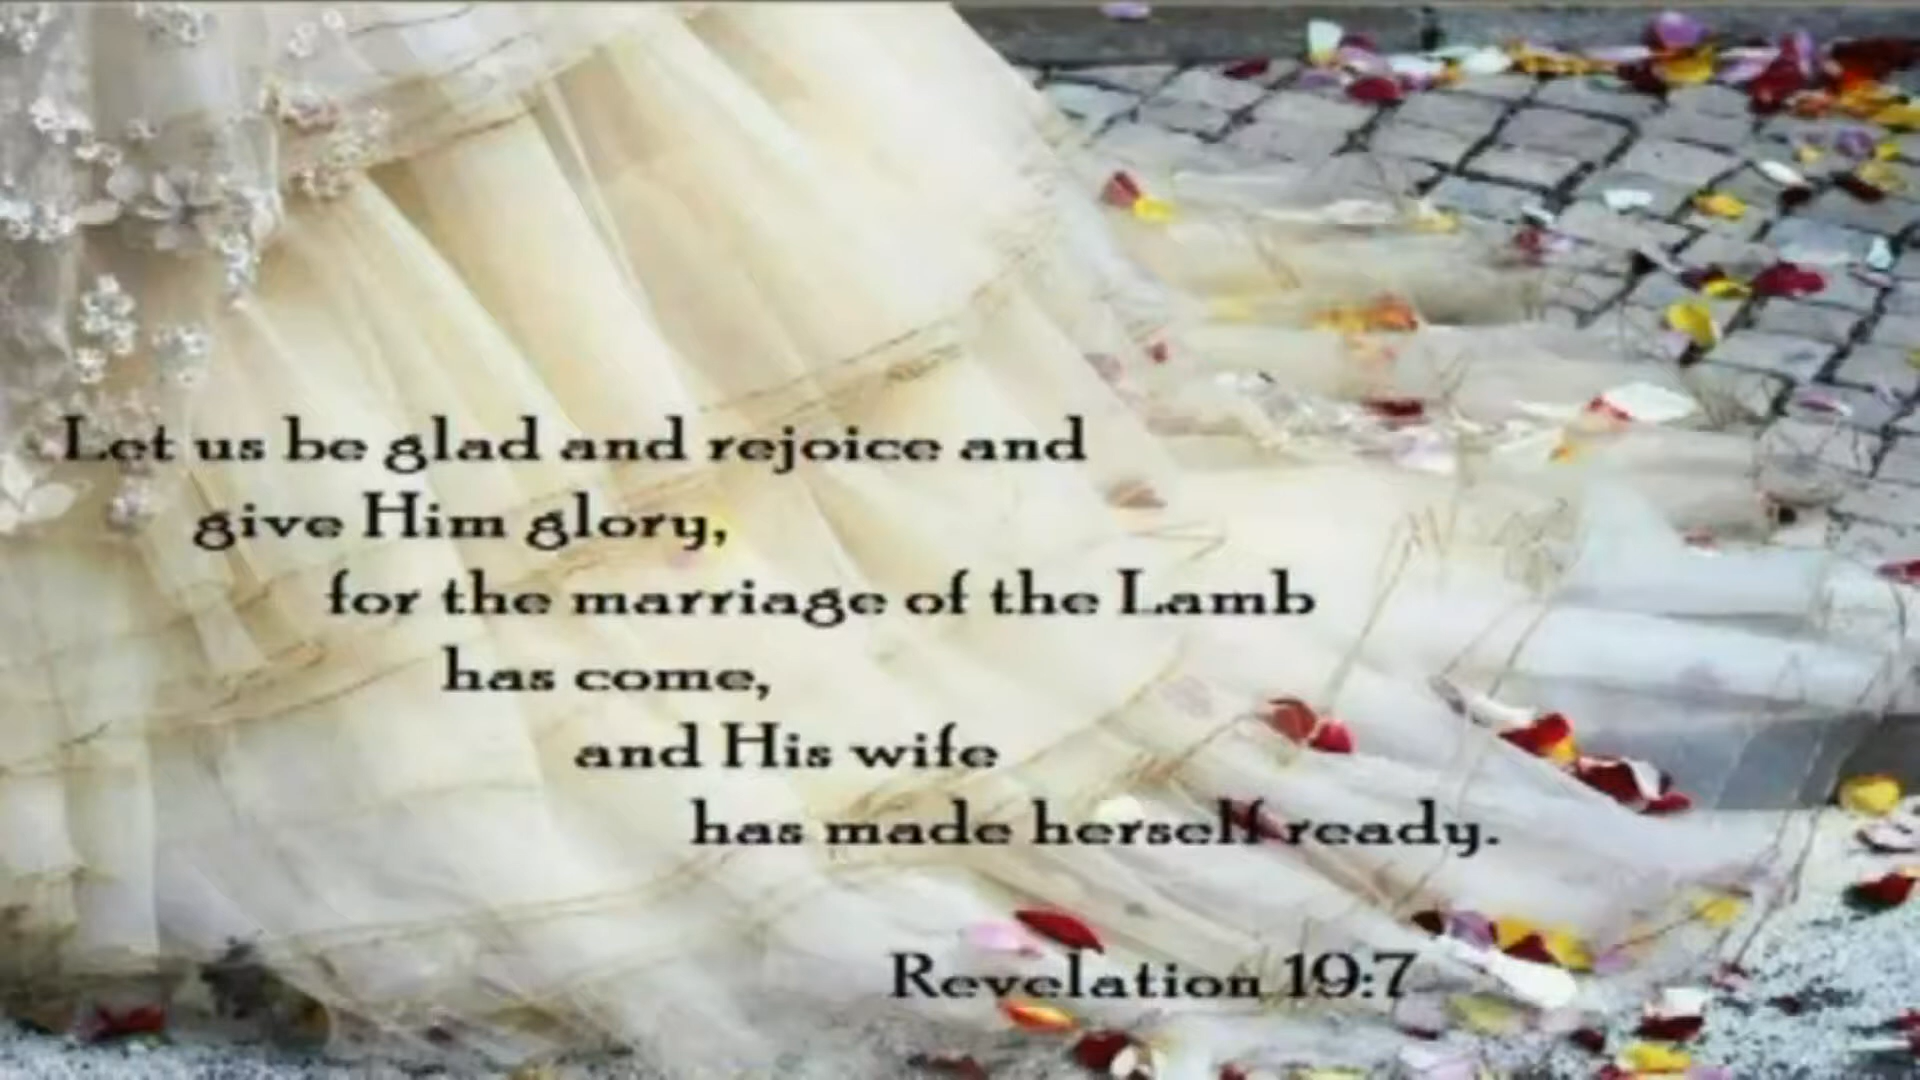 Let us be glad and rejoice and
give Him glory,
for the marriage of the Lamb
has come,
and His wife
has made herself ready.
Revelation 19:7